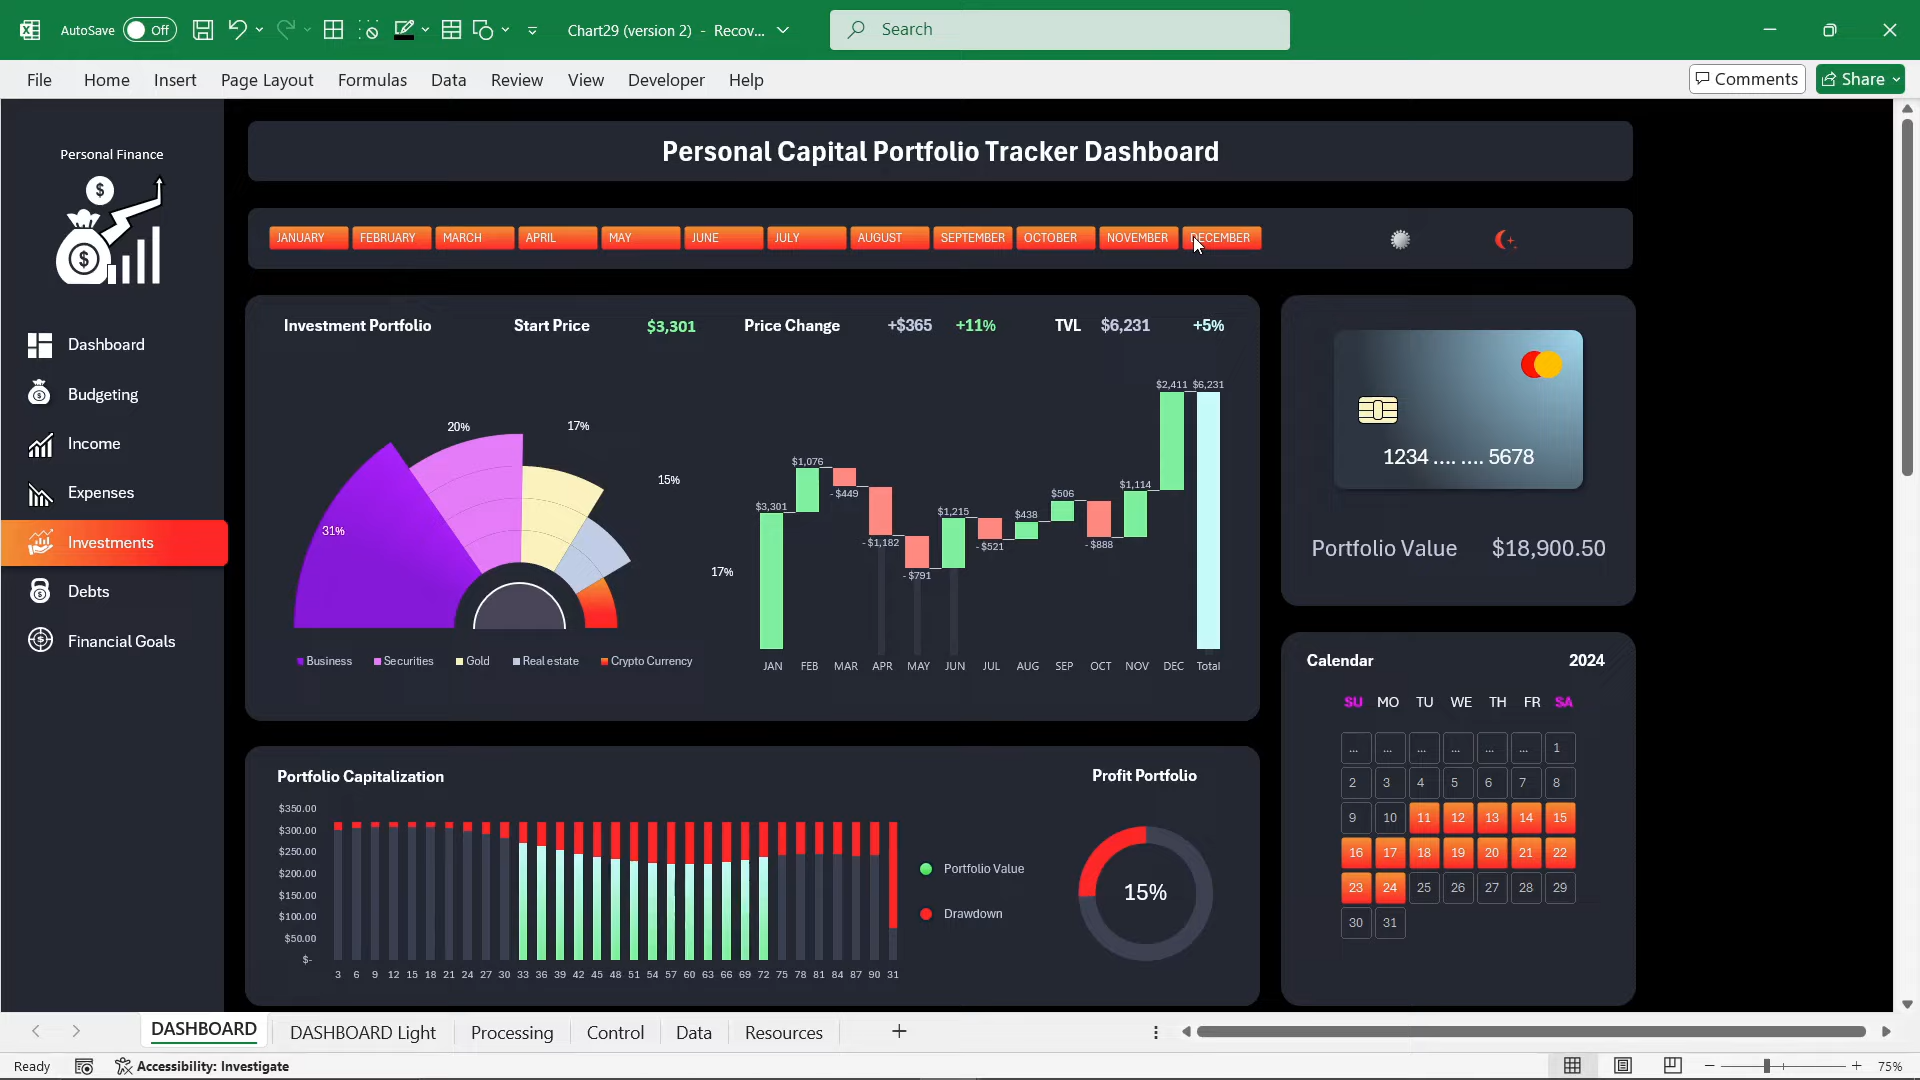 AutoSave Off Chart29 (version 2) - Recov... Search
File Home Insert Page Layout Formulas Data Review View Developer Help Comments Share
Personal Finance
$
$
Dashboard
Budgeting
Income
Expenses
Investments
Debts
Financial Goals
Personal Capital Portfolio Tracker Dashboard
JANUARY FEBRUARY MARCH APRIL MAY JUNE JULY AUGUST SEPTEMBER OCTOBER NOVEMBER DECEMBER
Investment Portfolio Start Price $3,301 Price Change +$365 +11% TVL $6,231 +5%
20% 17%
15%
31%
17%
Business Securities Gold Real estate Crypto Currency
$2,411 $6,231
$1,076
-$449
$3,301
$1,215
-$1,182
-$791
-$521
$438
$506
-$888
$1,114
JAN FEB MAR APR MAY JUN JUL AUG SEP OCT NOV DEC Total
1234 .... .... 5678
Portfolio Value $18,900.50
Portfolio Capitalization
$350.00
$300.00
$250.00
$200.00
$150.00
$100.00
$50.00
$-
3 6 9 12 15 18 21 24 27 30 33 36 39 42 45 48 51 54 57 60 63 66 69 72 75 78 81 84 87 90 31
Portfolio Value
Drawdown
Profit Portfolio
15%
Calendar 2024
SU MO TU WE TH FR SA
... ... ... ... ... ... 1
2 3 4 5 6 7 8
9 10 11 12 13 14 15
16 17 18 19 20 21 22
23 24 25 26 27 28 29
30 31
DASHBOARD DASHBOARD Light Processing Control Data Resources
Ready Accessibility: Investigate 75%